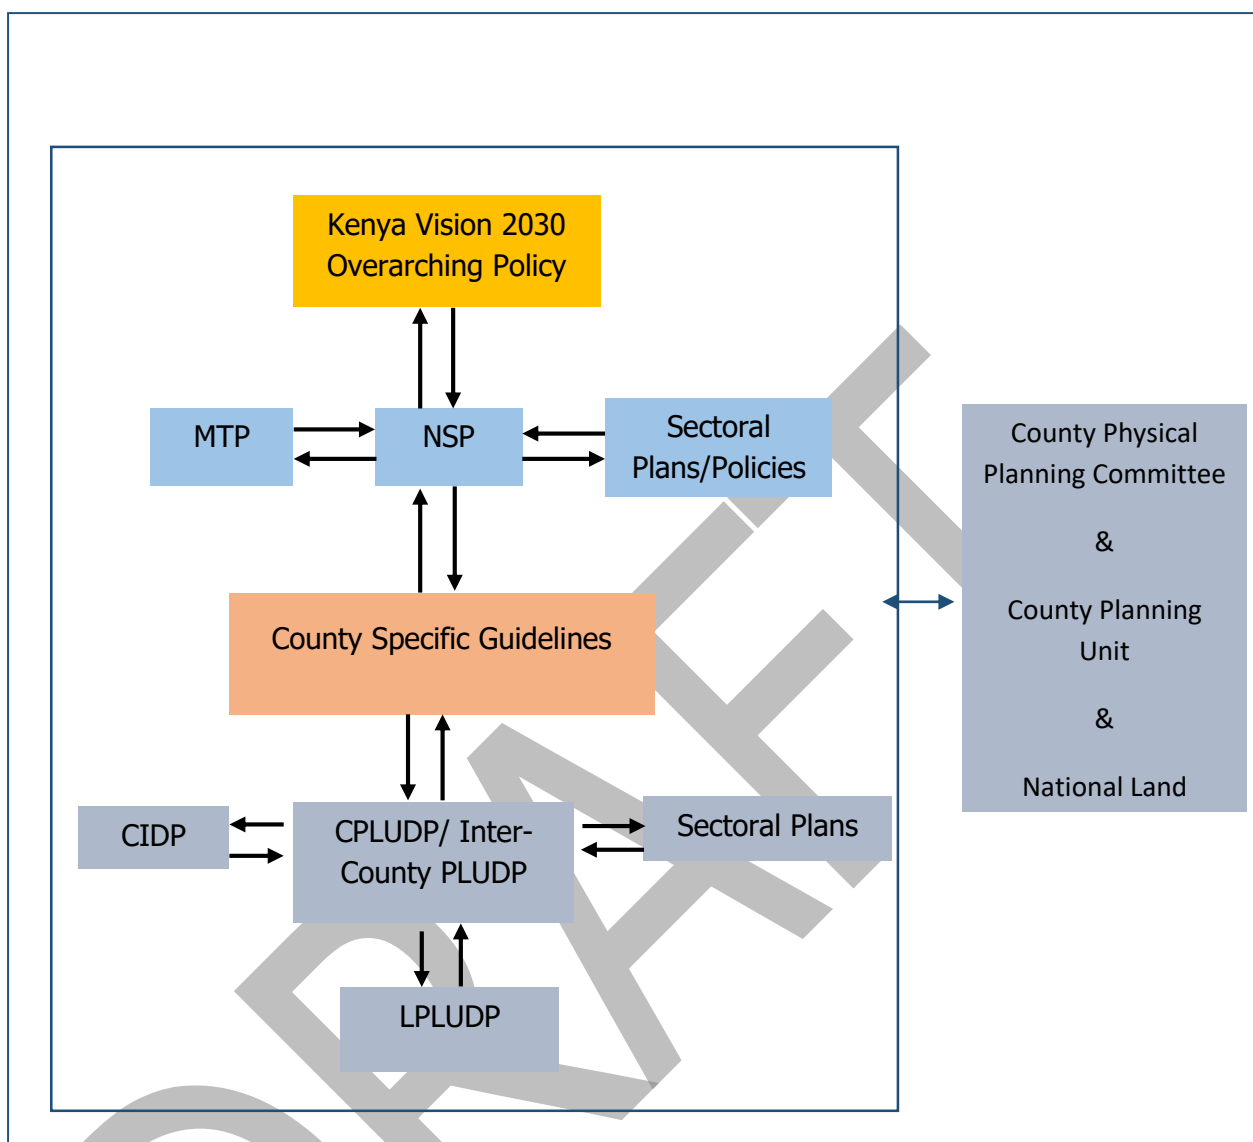 Kenya Vision 2030
Overarching Policy
MTP
NSP
Sectoral
Plans/Policies
County Specific Guidelines
CIDP
CPLUDP/ Inter-
County PLUDP
Sectoral Plans
LPLUDP
County Physical
Planning Committee
&
County Planning
Unit
&
National Land
DRAFT